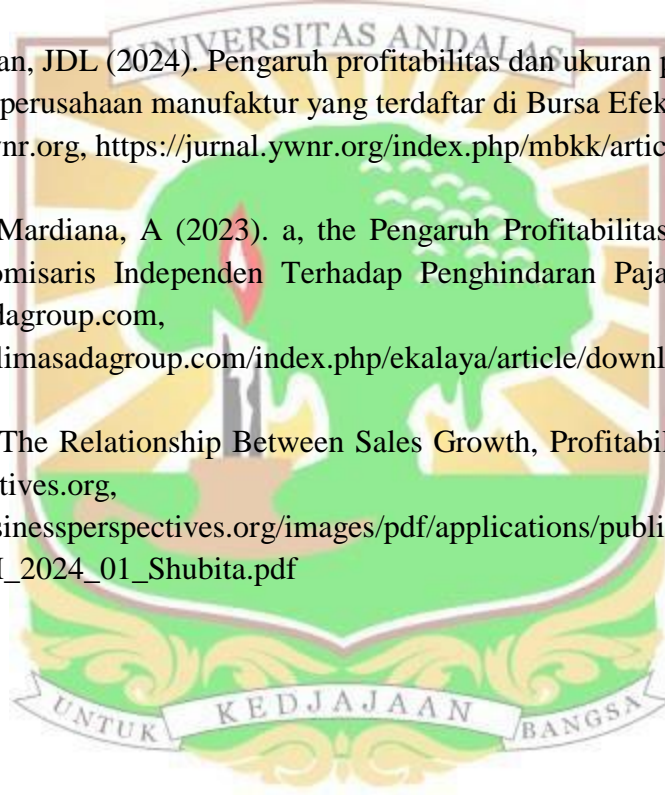 UNIVERSITAS ANDALAS
an, JDL (2024). Pengaruh profitabilitas dan ukuran p
perusahaan manufaktur yang terdaftar di Bursa Efek
nr.org, https://jurnal.ywnr.org/index.php/mbkk/artic
Mardiana, A (2023). a, the Pengaruh Profitabilitas
omisaris Independen Terhadap Penghindaran Paja
dagroup.com,
limasadagroup.com/index.php/ekalaya/article/downl
The Relationship Between Sales Growth, Profitabil
tives.org,
sinessperspectives.org/images/pdf/applications/publi
_2024_01_Shubita.pdf
UNTUK KEDJAJAAN BANGSA